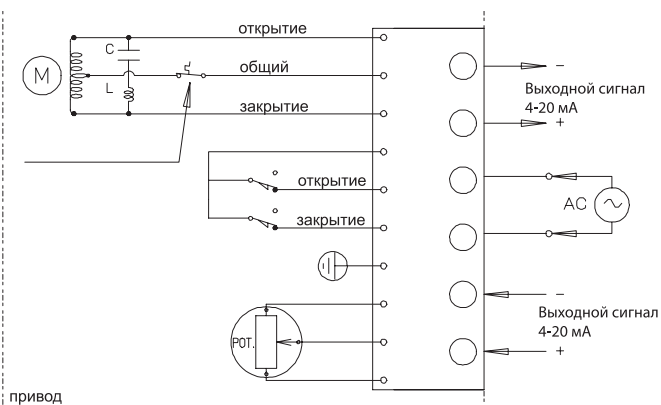 открытие
C
общий
M
L
закрытие
−
Выходной сигнал
4-20 мА
+
открытие
AC
закрытие
−
Выходной сигнал
4-20 мА
POT.
+
привод